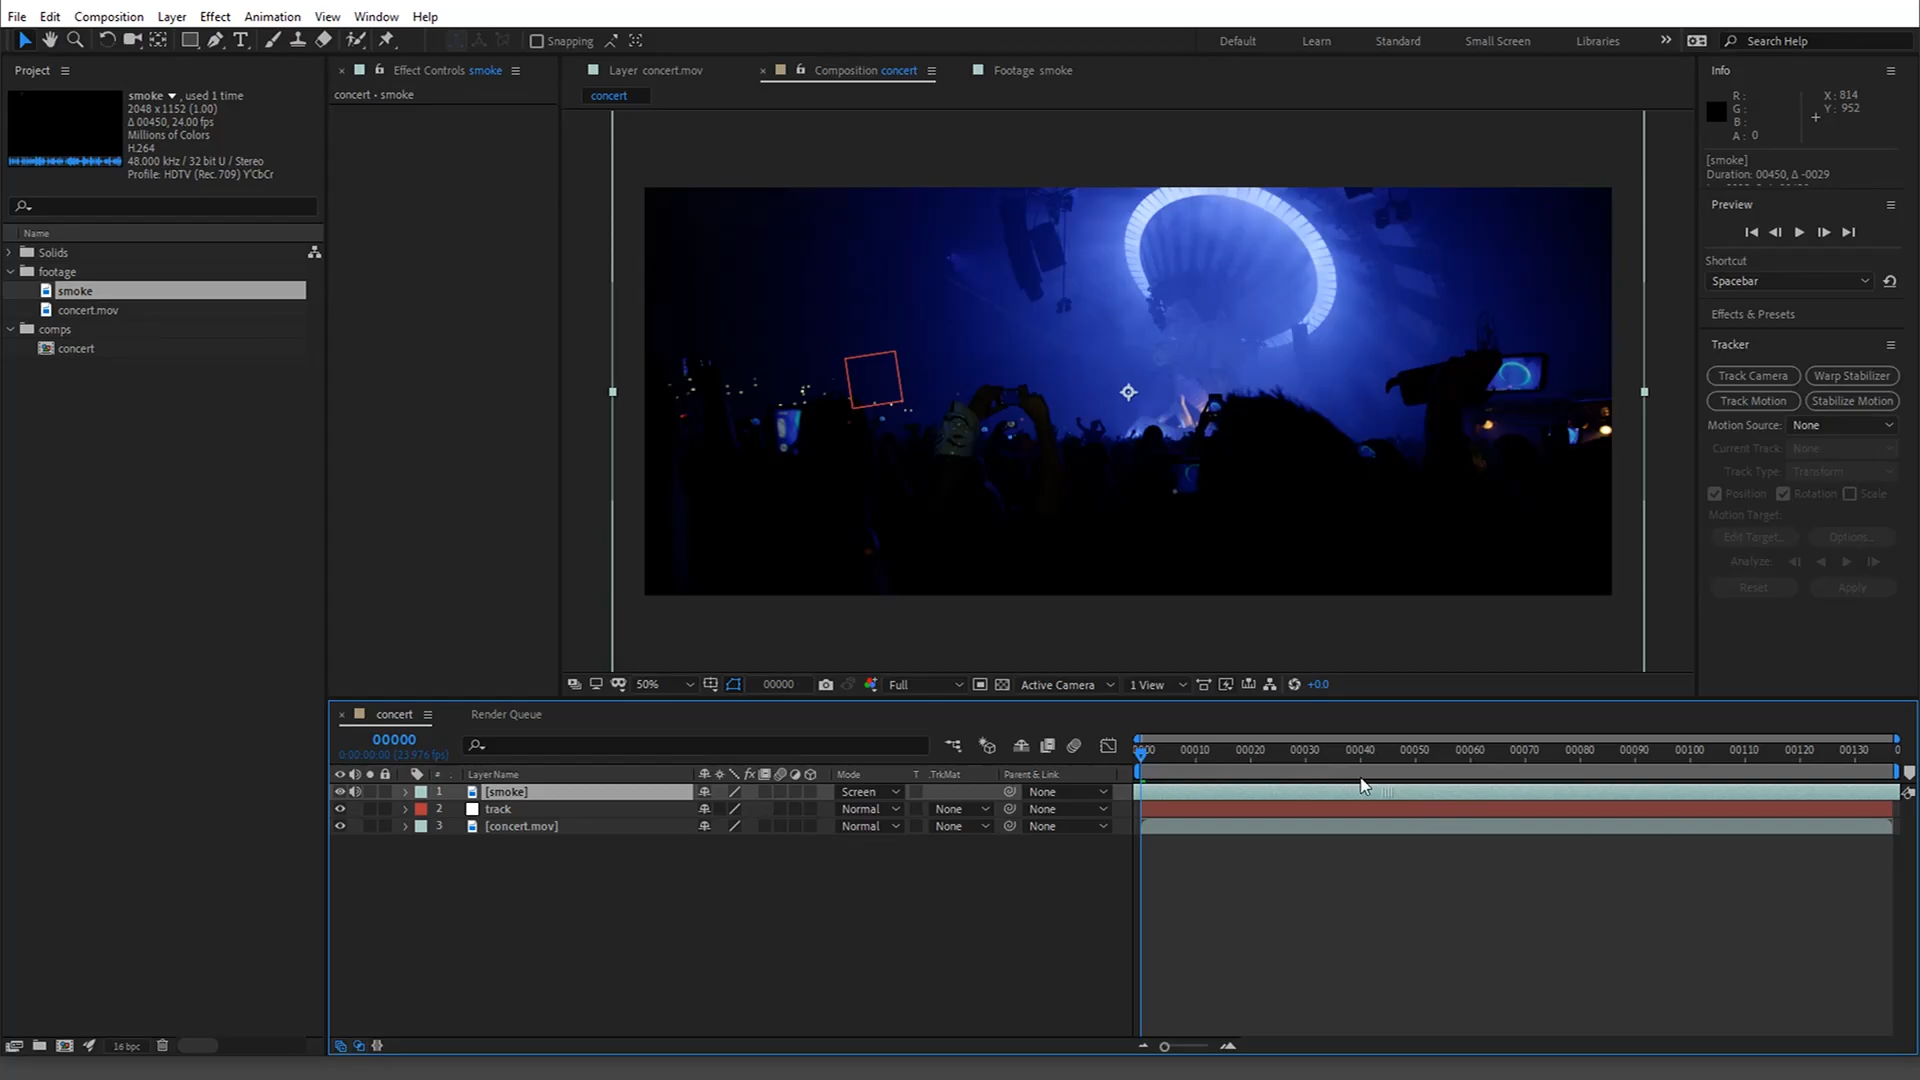 File Edit Composition Layer Effect Animation View Window Help
Snapping
Default Learn Standard Small Screen Libraries Search Help
Project
Effect Controls smoke
Layer concert.mov
Composition concert
Footage smoke
Info
smoke , used 1 time
2048 x 1152 (1.00)
Δ 00450, 24.00 fps
Millions of Colors
H.264
48.000 kHz / 32 bit U / Stereo
Profile: HDTV (Rec.709) Y'CbCr
concert • smoke
concert
R :
G :
B :
A : 0
X : 814
Y : 952
[smoke]
Duration: 00450, Δ -0029
Preview
Shortcut
Spacebar
Effects & Presets
Tracker
Track Camera Warp Stabilizer
Track Motion Stabilize Motion
Motion Source: None
Current Track: None
Track Type: Transform
Position Rotation Scale
Motion Target:
Edit Target... Options...
Analyze:
Reset Apply
Name
Solids
footage
smoke
concert.mov
comps
concert
50% 00000 Full Active Camera 1 View +0.0
concert Render Queue
00000
0:00:00:00 (23.976 fps)
0000 00010 00020 00030 00040 00050 00060 00070 00080 00090 00100 00110 00120 00130 0
# Layer Name Mode T .TrkMat Parent & Link
1 [smoke] Screen None
2 track Normal None None
3 [concert.mov] Normal None None
16 bpc